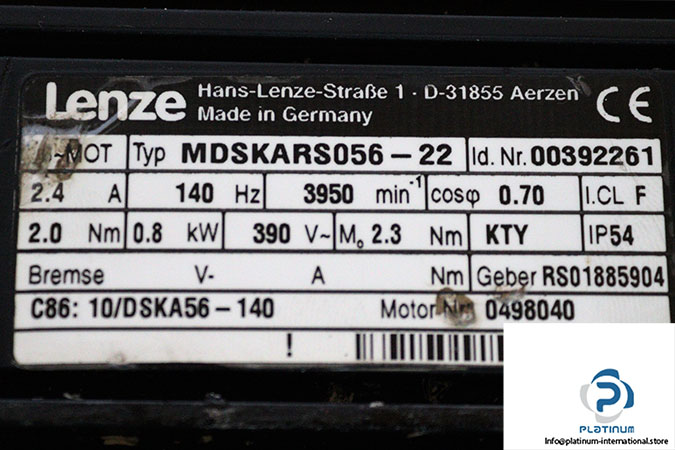 Lenze Hans-Lenze-Straße 1 · D-31855 Aerzen
Made in Germany CE
~MOT Typ MDSKARS056-22 Id. Nr. 00392261
2.4 A 140 Hz 3950 min⁻¹ cosφ 0.70 I.CL F
2.0 Nm 0.8 kW 390 V~ M₀ 2.3 Nm KTY IP54
Bremse V- A Nm Geber RS01885904
C86: 10/DSKA56-140 Motor 0498040
!
PLATINUM
Info@platinum-international.store